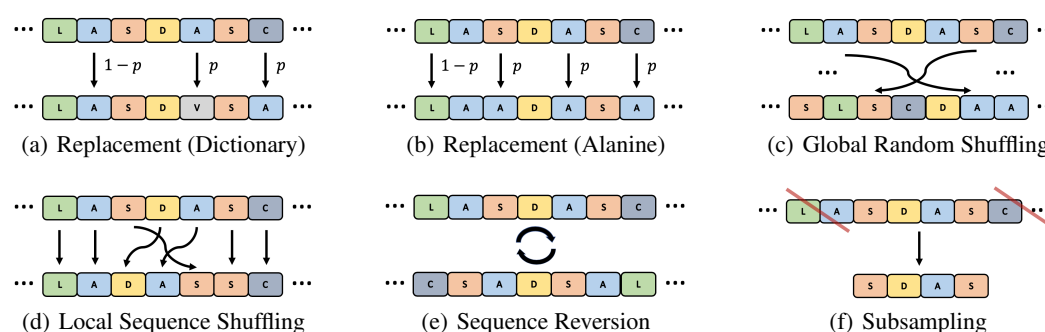 ... L A S D A S C ...
1 − p p p
... L A S D V S A ...
(a) Replacement (Dictionary)
... L A S D A S C ...
1 − p p p p
... L A A D A S A ...
(b) Replacement (Alanine)
... L A S D A S C ...
... ...
... S L S C D A A ...
(c) Global Random Shuffling
... L A S D A S C ...
... L A D A S S C ...
(d) Local Sequence Shuffling
... L A S D A S C ...
... C S A D S A L ...
(e) Sequence Reversion
... L A S D A S C ...
S D A S
(f) Subsampling